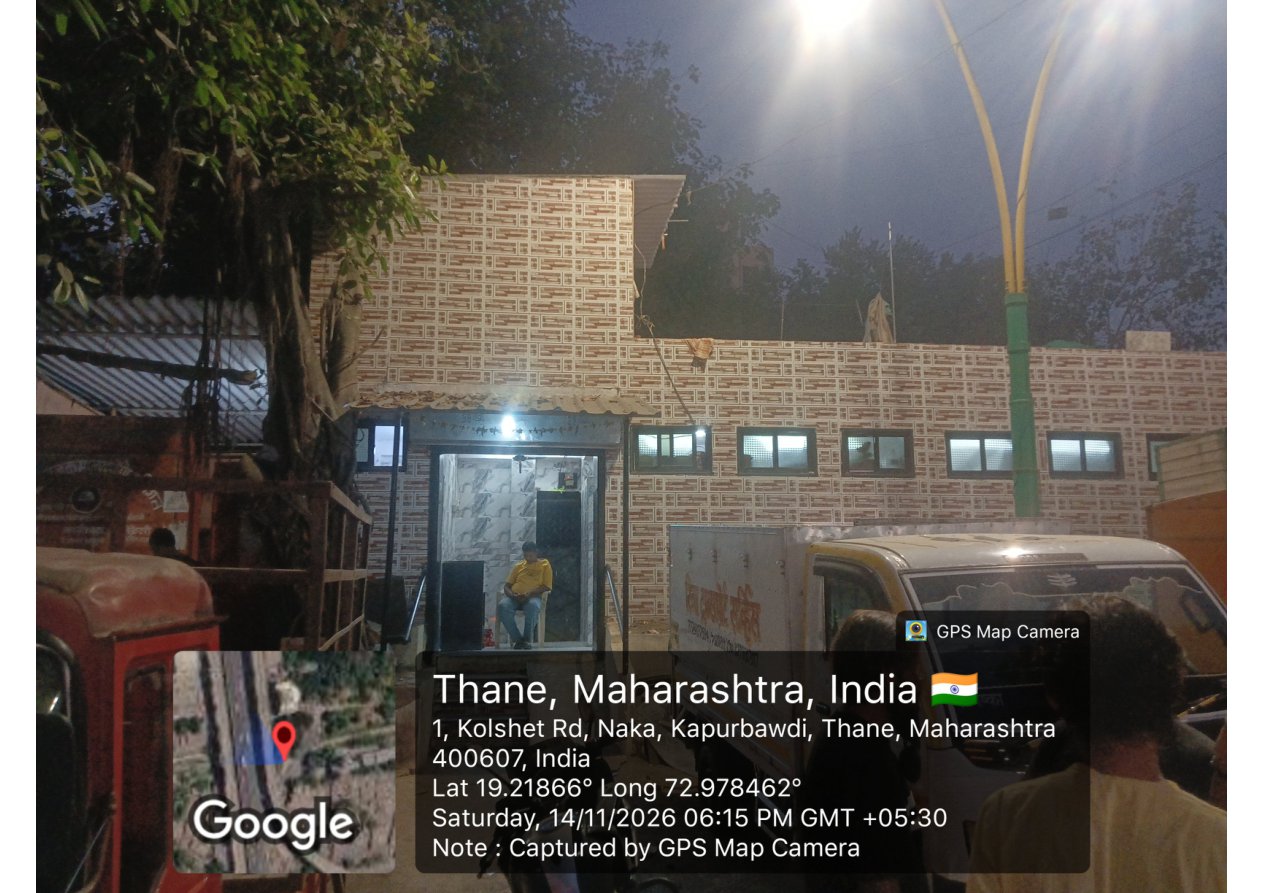 GPS Map Camera
Thane, Maharashtra, India
1, Kolshet Rd, Naka, Kapurbawdi, Thane, Maharashtra
400607, India
Lat 19.21866° Long 72.978462°
Saturday, 14/11/2026 06:15 PM GMT +05:30
Note : Captured by GPS Map Camera
Google